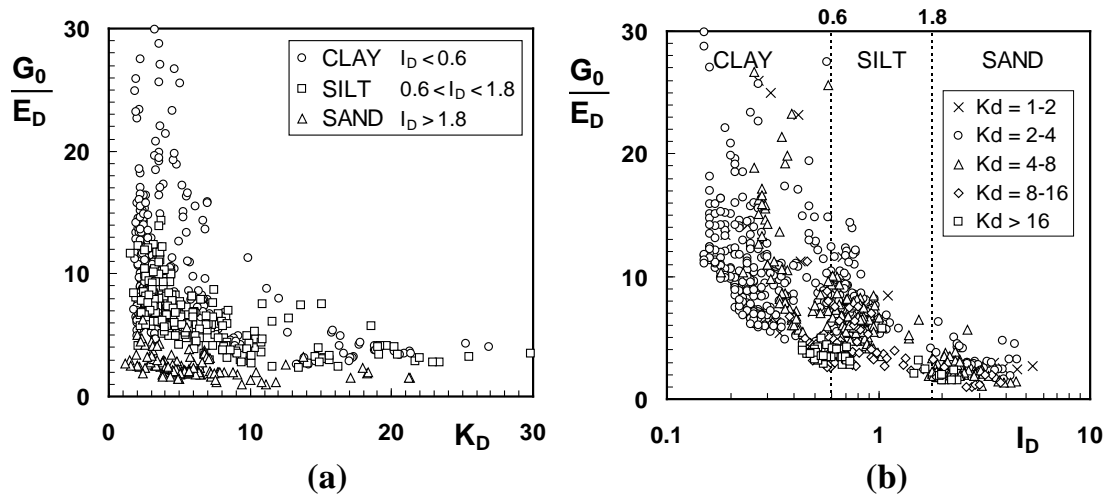 30
20
10
0
G0
ED
CLAY ID < 0.6
SILT 0.6 < ID < 1.8
SAND ID > 1.8
0 10 20 KD 30
(a)
0.6 1.8
30
20
10
0
G0
ED
CLAY SILT SAND
Kd = 1-2
Kd = 2-4
Kd = 4-8
Kd = 8-16
Kd > 16
0.1 1 ID 10
(b)